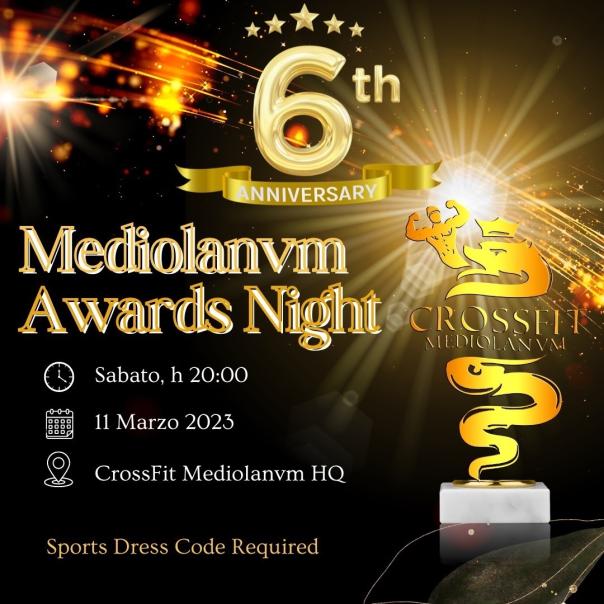 6th
ANNIVERSARY
Mediolanvm
Awards Night
CROSSFIT
MEDIOLANVM
Sabato, h 20:00
11 Marzo 2023
CrossFit Mediolanvm HQ
Sports Dress Code Required